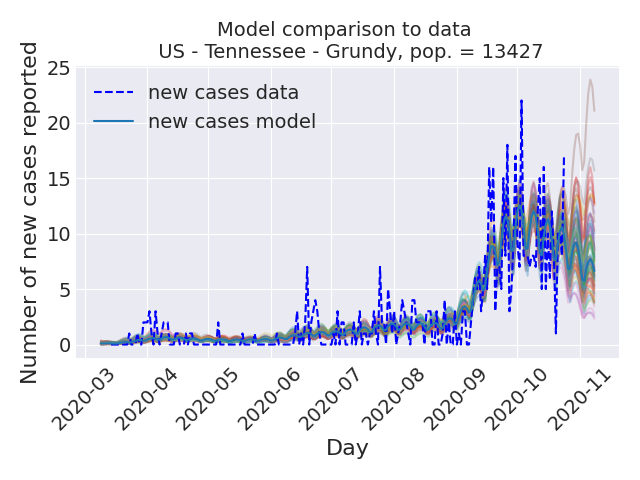 Model comparison to data
US - Tennessee - Grundy, pop. = 13427
Number of new cases reported
25
20
15
10
5
0
new cases data
new cases model
2020-03
2020-04
2020-05
2020-06
2020-07
2020-08
2020-09
2020-10
2020-11
Day